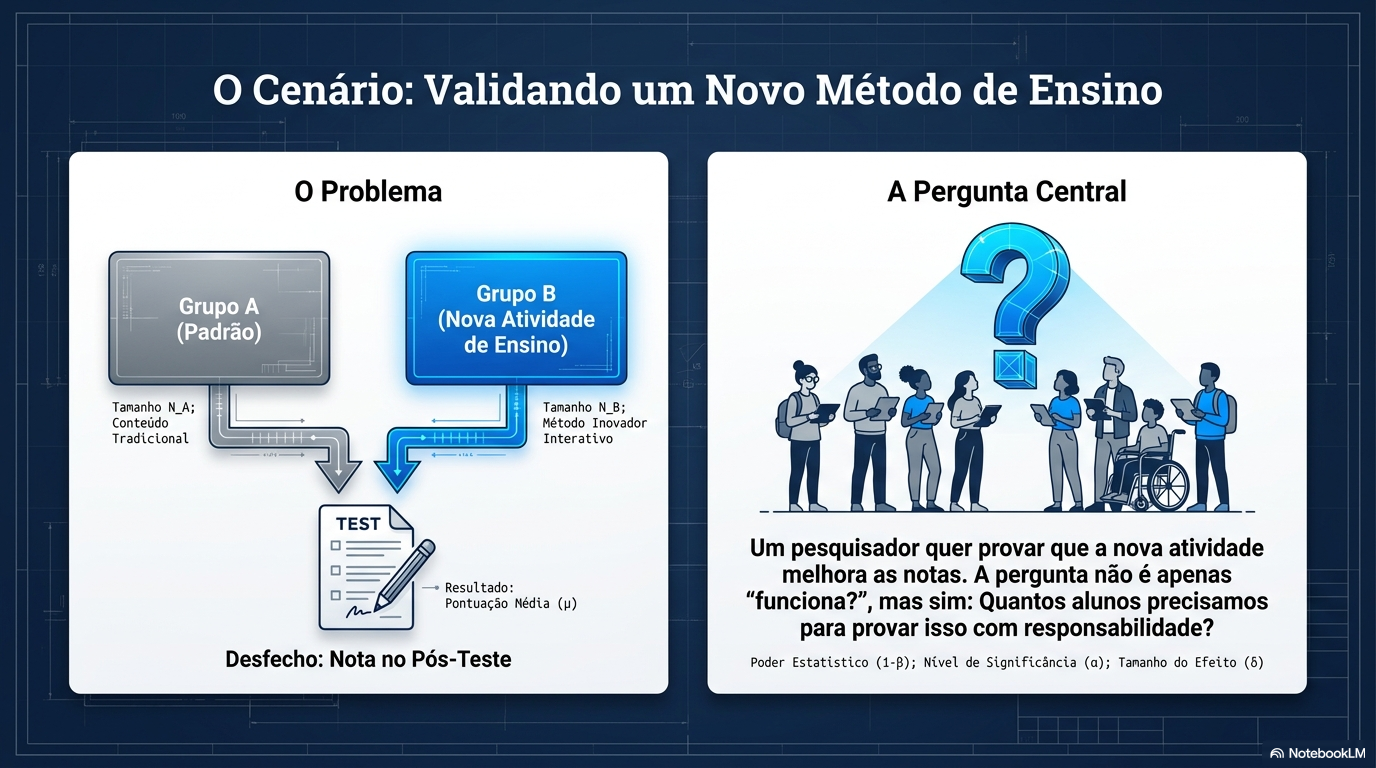 O Cenário: Validando um Novo Método de Ensino
O Problema
Grupo A
(Padrão)
Grupo B
(Nova Atividade
de Ensino)
Tamanho N_A;
Conteúdo
Tradicional
Tamanho N_B;
Método Inovador
Interativo
TEST
Resultado:
Pontuação Média (μ)
Desfecho: Nota no Pós-Teste
A Pergunta Central
Um pesquisador quer provar que a nova atividade
melhora as notas. A pergunta não é apenas
“funciona?”, mas sim: Quantos alunos precisamos
para provar isso com responsabilidade?
Poder Estatístico (1-β); Nível de Significância (α); Tamanho do Efeito (δ)
NotebookLM